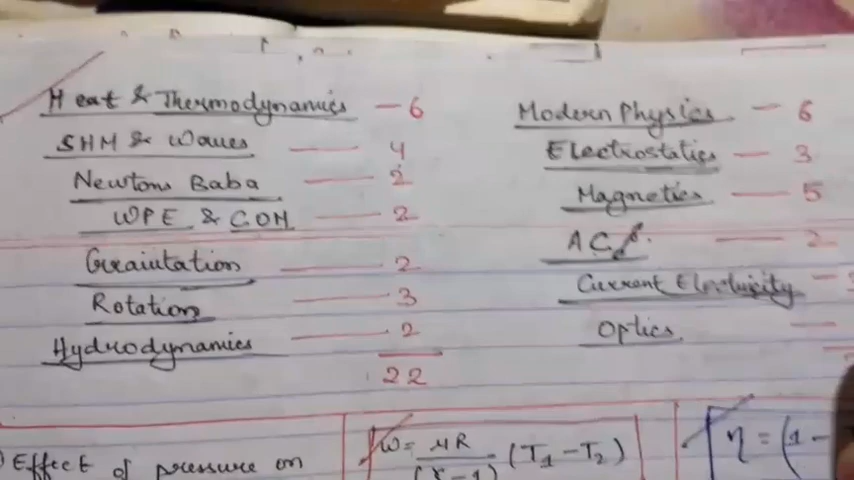 Heat & Thermodynamics — 6
SHM & Waves — 4
Newtons Baba — 2
WPE & COM — 2
Gravitation — 2
Rotation — 3
Hydrodynamics — 2
22
Modern Physics — 6
Electrostatics — 3
Magnetics — 5
AC — 2
Current Electricity —
Optics —
Effect of pressure on
W = μR/(γ-1) (T1 - T2)
η = (1 -